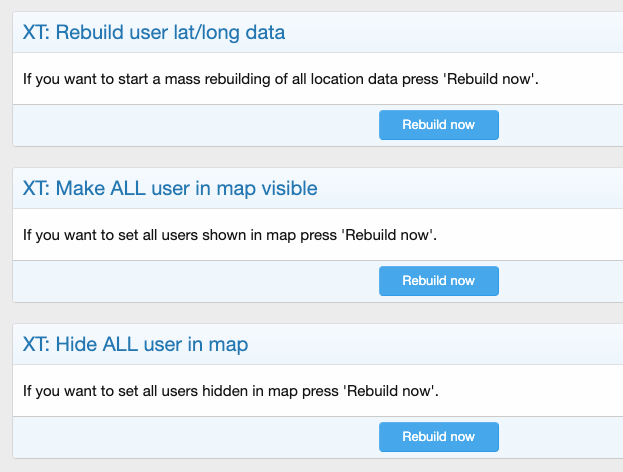 XT: Rebuild user lat/long data
If you want to start a mass rebuilding of all location data press 'Rebuild now'.
Rebuild now
XT: Make ALL user in map visible
If you want to set all users shown in map press 'Rebuild now'.
Rebuild now
XT: Hide ALL user in map
If you want to set all users hidden in map press 'Rebuild now'.
Rebuild now